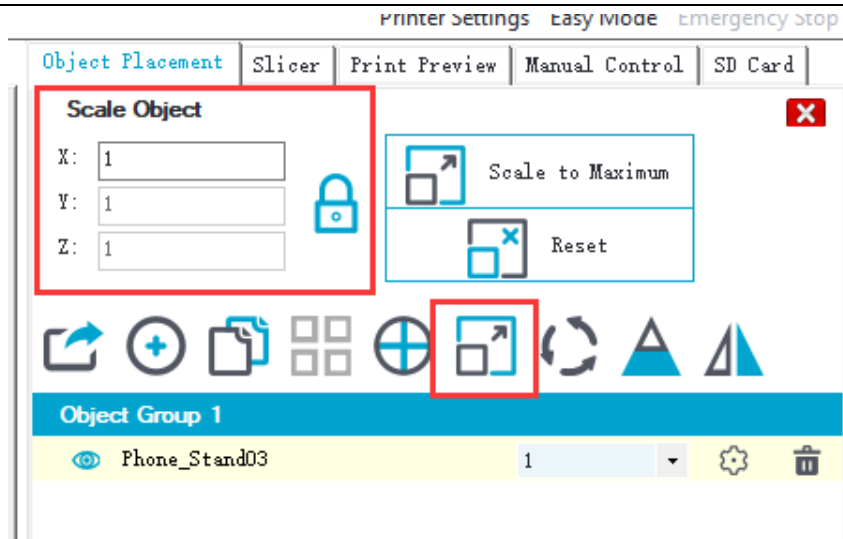 Printer Settings Easy Mode Emergency Stop
Object Placement Slicer Print Preview Manual Control SD Card
Scale Object
X: 1
Y: 1
Z: 1
Scale to Maximum
Reset
Object Group 1
Phone_Stand03 1